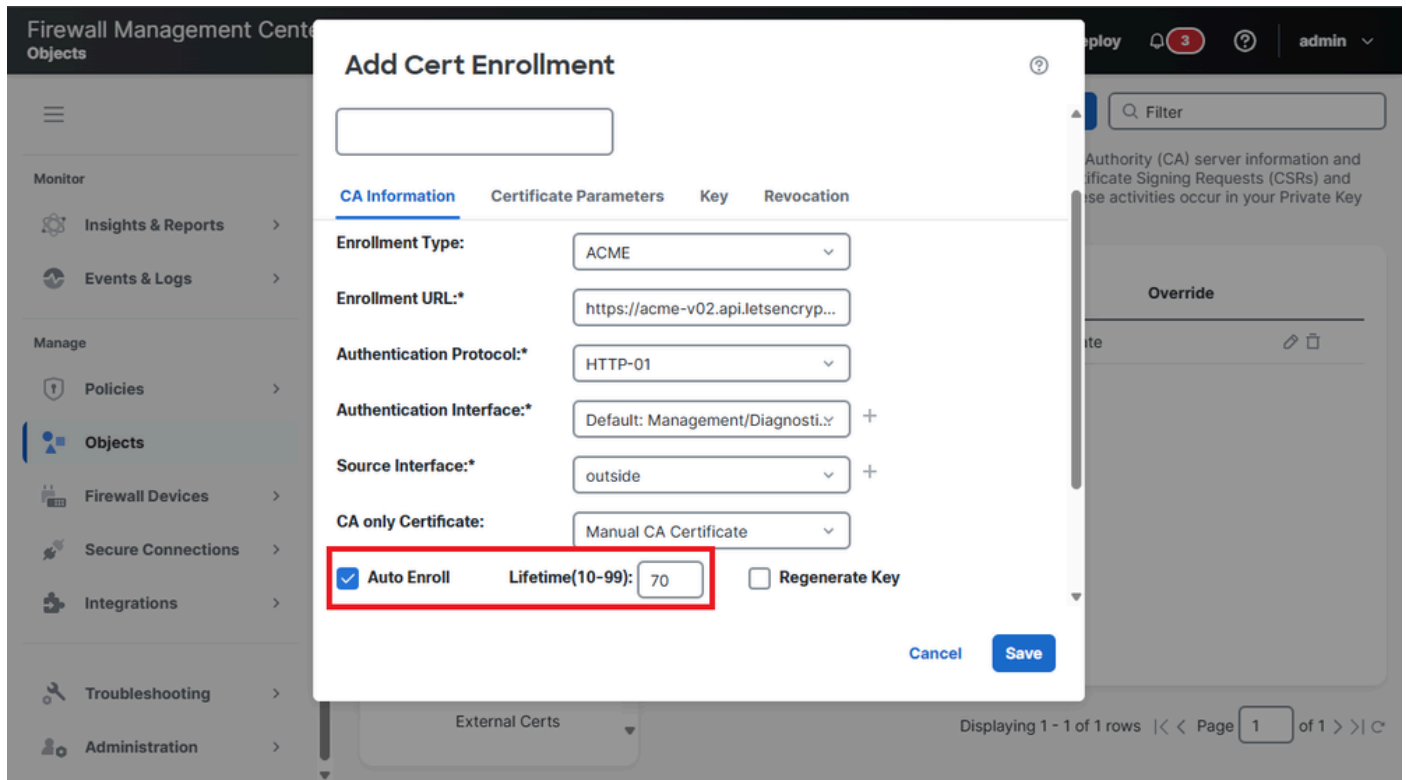 Firewall Management Cente
Objects
eploy
3
admin
Add Cert Enrollment
Filter
Authority (CA) server information and
tificate Signing Requests (CSRs) and
ese activities occur in your Private Key
Monitor
Insights & Reports
Events & Logs
Manage
Policies
Objects
Firewall Devices
Secure Connections
Integrations
Troubleshooting
Administration
CA Information
Certificate Parameters
Key
Revocation
Enrollment Type:
ACME
Enrollment URL:*
https://acme-v02.api.letsencryp...
Authentication Protocol:*
HTTP-01
Authentication Interface:*
Default: Management/Diagnosti...
Source Interface:*
outside
CA only Certificate:
Manual CA Certificate
Auto Enroll
Lifetime(10-99): 70
Regenerate Key
Cancel
Save
Override
ate
External Certs
Displaying 1 - 1 of 1 rows |< < Page 1 of 1 > >|